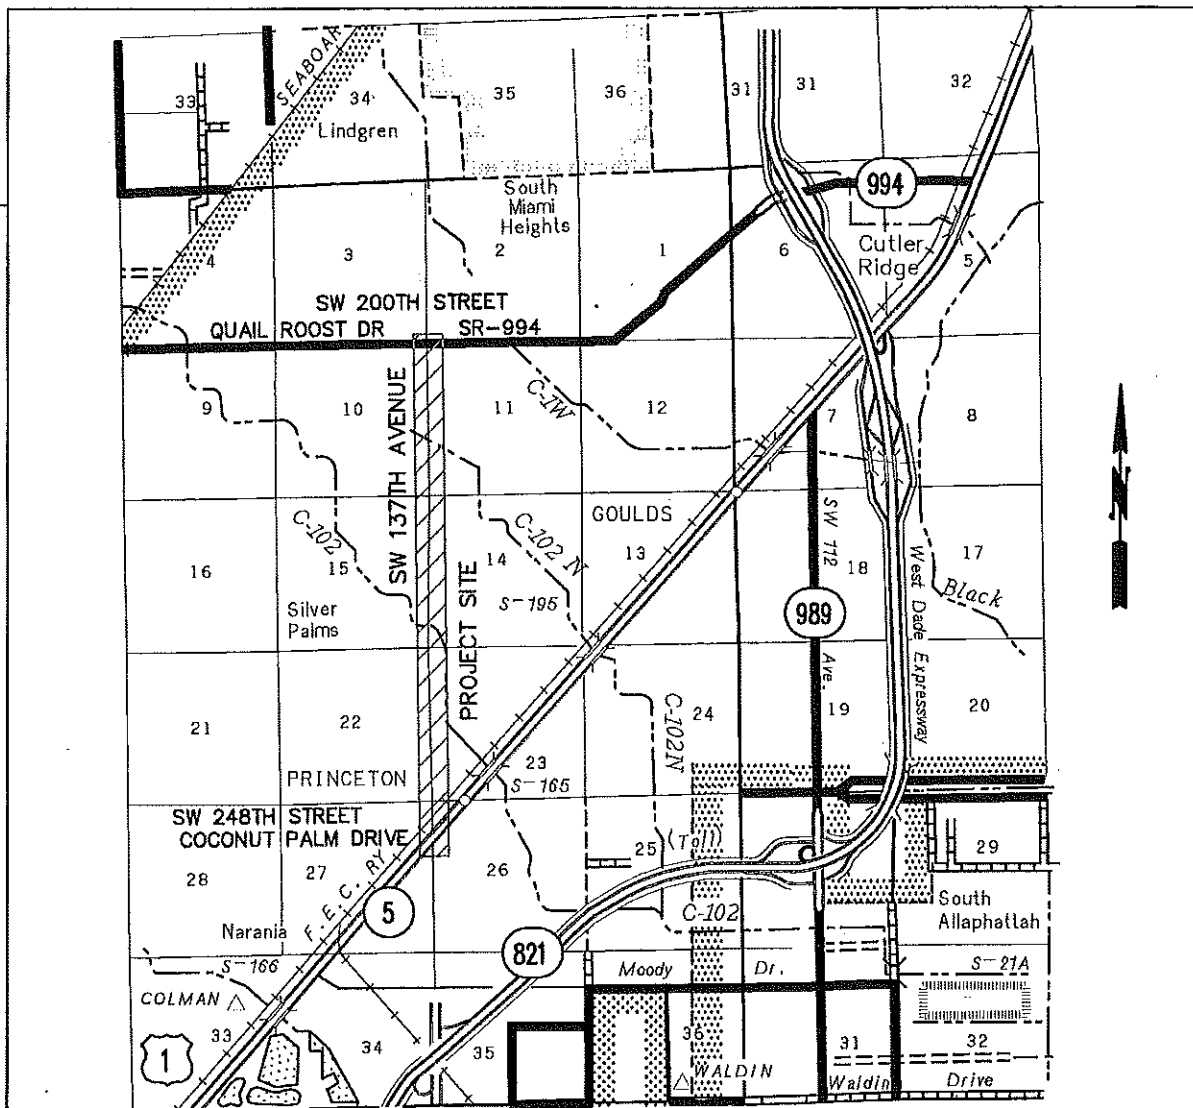 33
SEABOAR
34
35
36
31
31
32
Lindgren
994
South
Miami
Heights
4
3
2
1
6
Cutler
Ridge
5
SW 200TH STREET
QUAIL ROOST DR
SR-994
9
10
SW 137TH AVENUE
11
C-1W
12
7
8
C-102
C-102 N
GOULDS
13
SW 112
16
15
14
18
17
S-195
Silver
Palms
PROJECT SITE
989
West Dade Expressway
Black
N
Ave.
21
22
C-102N
24
19
20
23
PRINCETON
S-165
SW 248TH STREET
COCONUT PALM DRIVE
(Toll)
28
27
F. E. C. RY
26
25
29
5
C-102
South
Allaphattah
Narania
821
S-166
Moody
Dr.
S-21A
COLMAN
33
1
34
35
36
WALDIN
31
32
Waldin
Drive